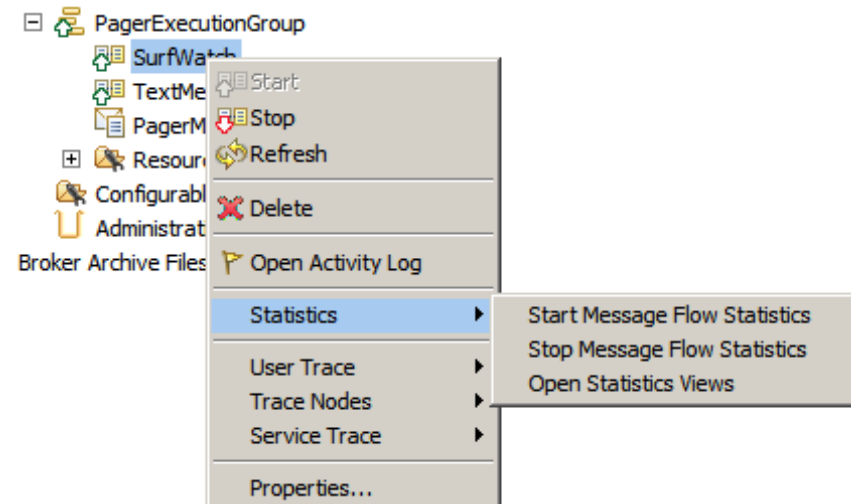 PagerExecutionGroup
SurfWatch
TextMe
PagerM
Resour
Configurabl
Administrat
Broker Archive Files
Start
Stop
Refresh
Delete
Open Activity Log
Statistics
User Trace
Trace Nodes
Service Trace
Properties...
Start Message Flow Statistics
Stop Message Flow Statistics
Open Statistics Views